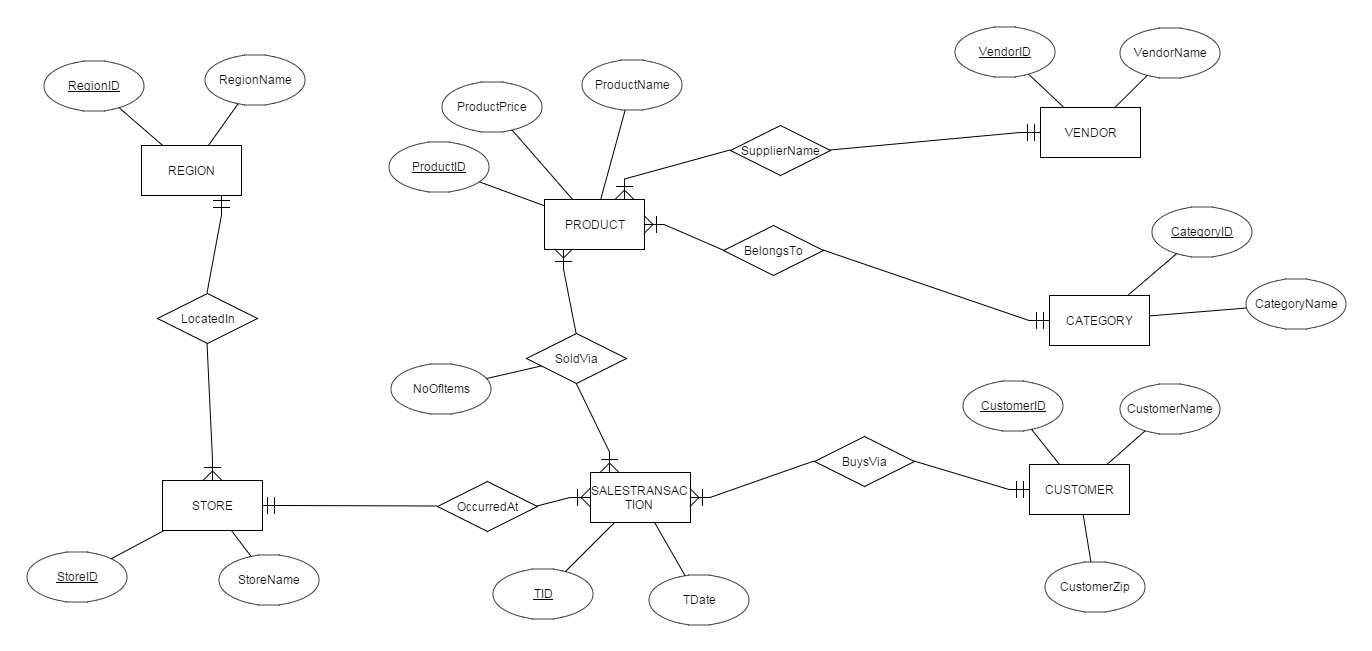 VendorID
VendorName
RegionID
RegionName
ProductPrice
ProductName
VENDOR
SupplierName
REGION
ProductID
PRODUCT
BelongsTo
CategoryID
CategoryName
LocatedIn
CATEGORY
SoldVia
NoOfItems
CustomerID
CustomerName
BuysVia
CUSTOMER
STORE
OccurredAt
SALESTRANSAC
TION
StoreID
StoreName
TID
TDate
CustomerZip